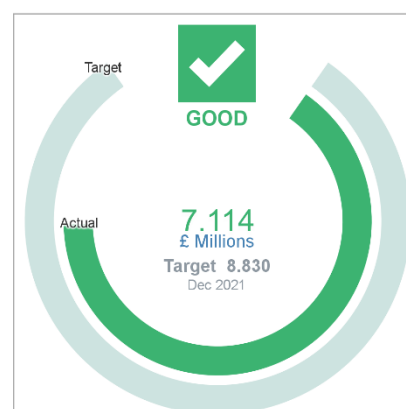 Target
GOOD
Actual
7.114
£ Millions
Target 8.830
Dec 2021